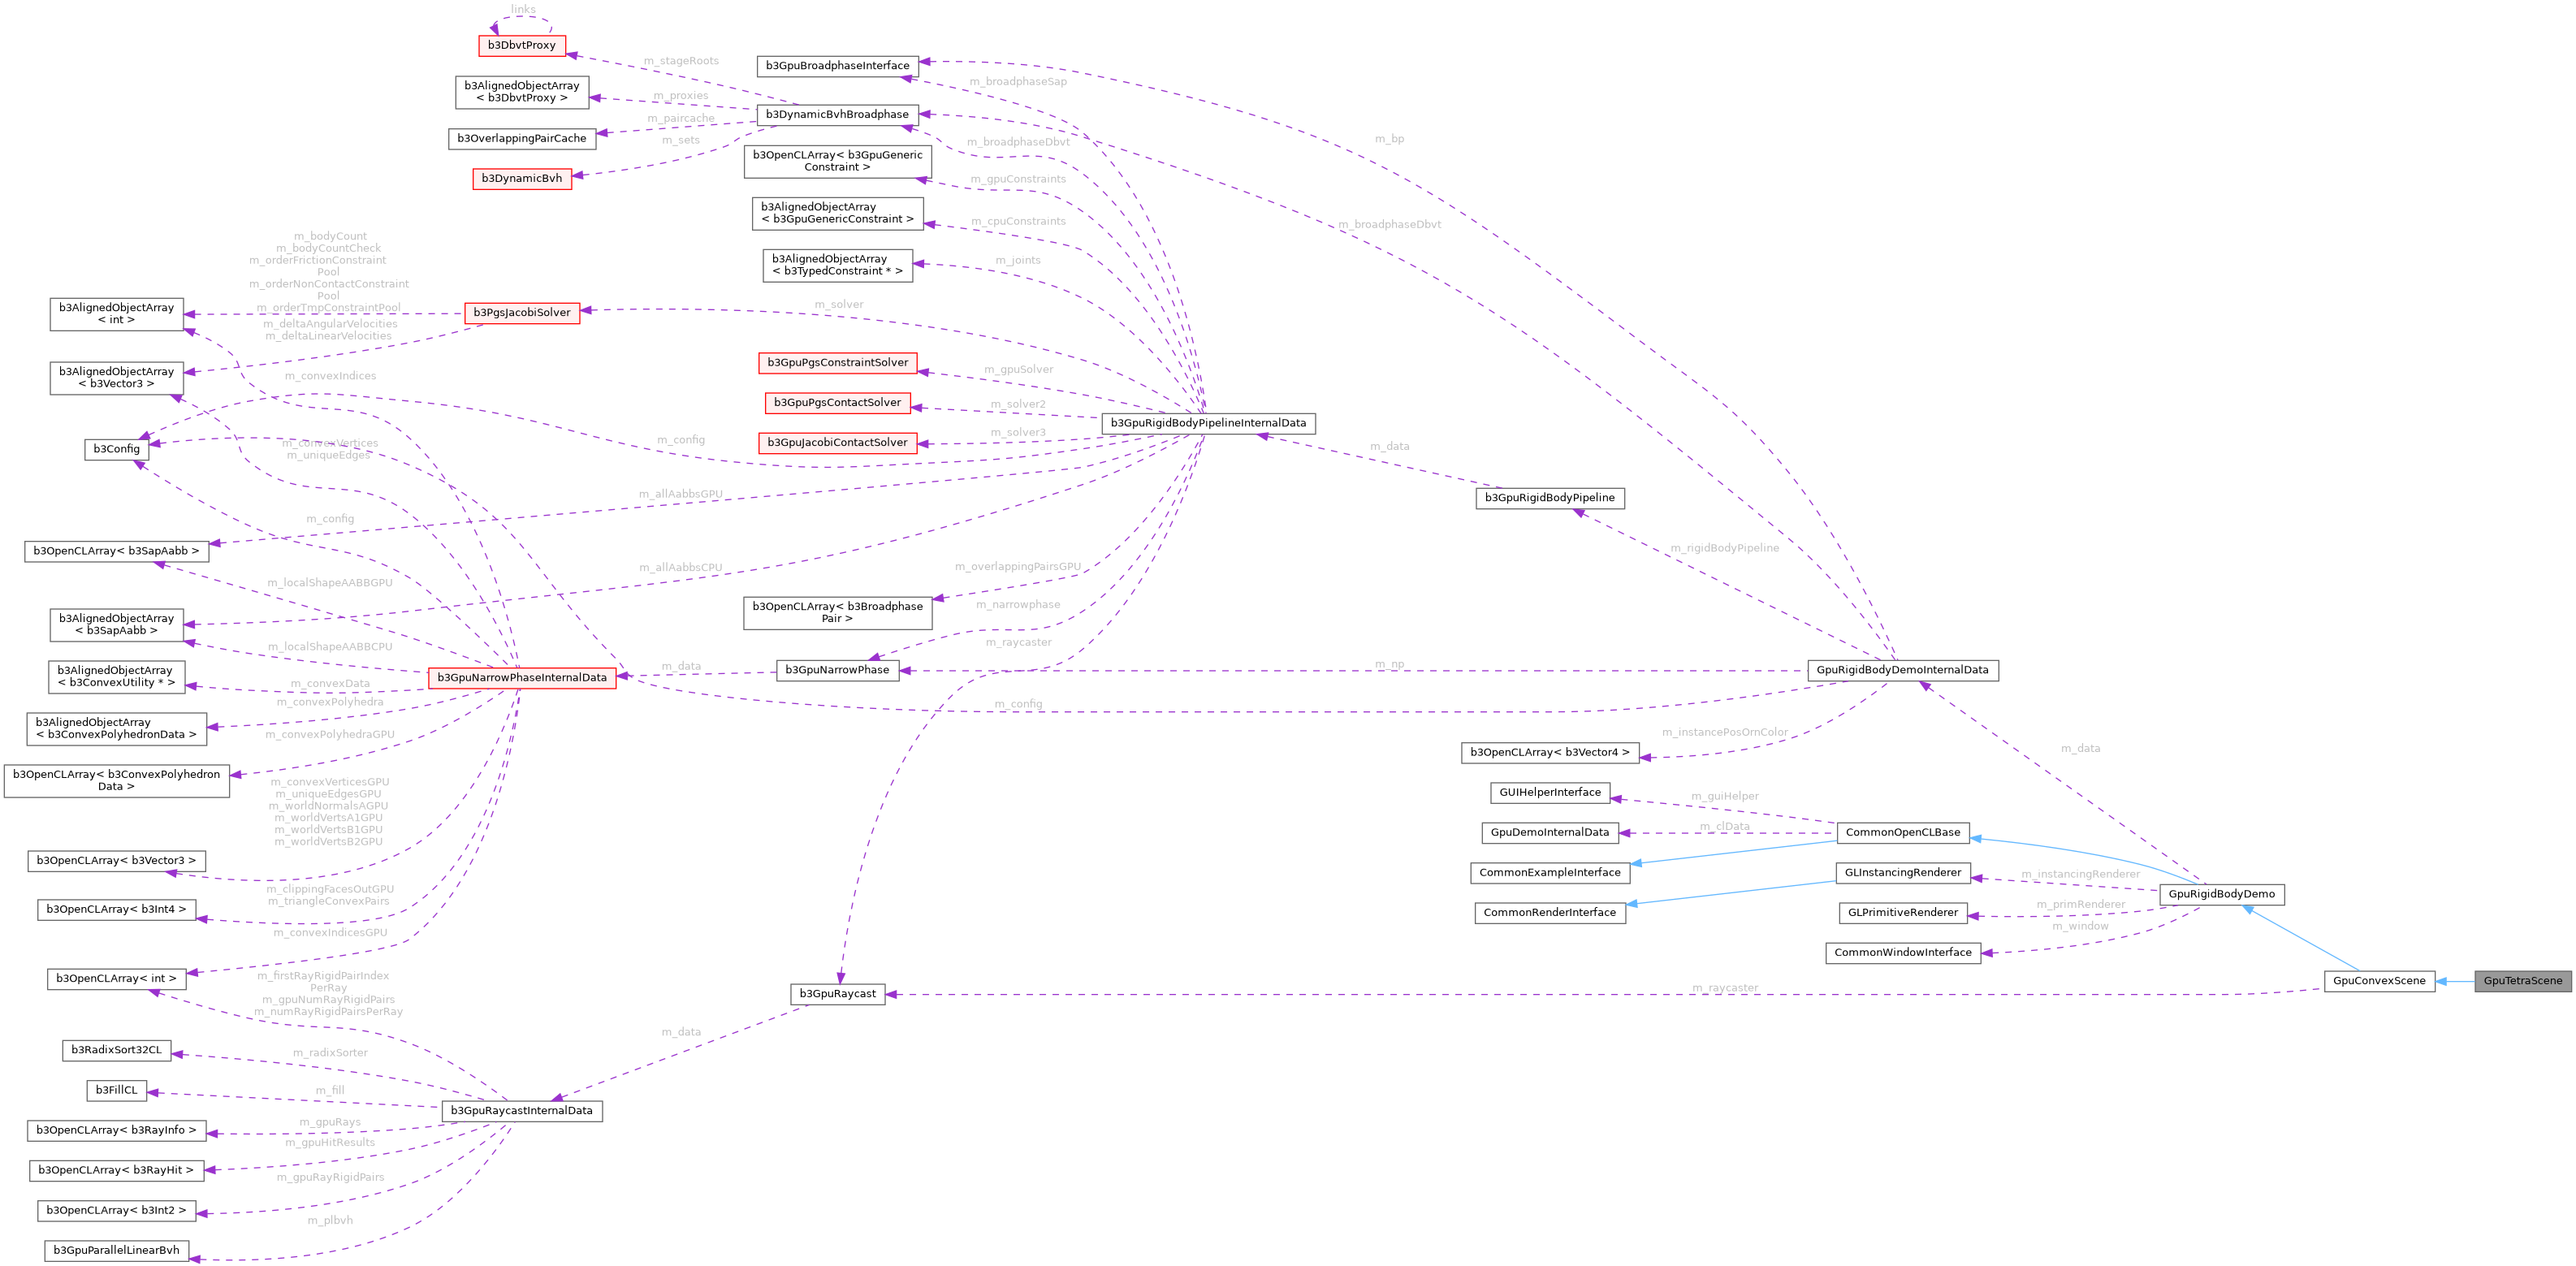 links
b3DbvtProxy
m_stageRoots
b3GpuBroadphaseInterface
m_broadphaseSap
b3AlignedObjectArray
< b3DbvtProxy >
m_proxies
b3DynamicBvhBroadphase
m_paircache
b3OverlappingPairCache
m_sets
m_broadphaseDbvt
m_bp
b3OpenCLArray< b3GpuGeneric
Constraint >
b3DynamicBvh
m_gpuConstraints
b3AlignedObjectArray
< b3GpuGenericConstraint >
m_cpuConstraints
m_broadphaseDbvt
m_bodyCount
m_bodyCountCheck
m_orderFrictionConstraint
Pool
m_orderNonContactConstraint
Pool
m_orderTmpConstraintPool
b3AlignedObjectArray
< b3TypedConstraint * >
m_joints
b3AlignedObjectArray
< int >
b3PgsJacobiSolver
m_solver
m_deltaAngularVelocities
m_deltaLinearVelocities
b3AlignedObjectArray
< b3Vector3 >
m_convexIndices
b3GpuPgsConstraintSolver
m_gpuSolver
b3GpuPgsContactSolver
m_solver2
b3GpuRigidBodyPipelineInternalData
b3GpuJacobiContactSolver
m_solver3
b3Config
m_convexVertices
m_uniqueEdges
m_config
m_data
m_allAabbsGPU
b3GpuRigidBodyPipeline
m_config
b3OpenCLArray< b3SapAabb >
m_rigidBodyPipeline
m_localShapeAABBGPU
m_allAabbsCPU
m_overlappingPairsGPU
b3OpenCLArray< b3Broadphase
Pair >
m_narrowphase
b3AlignedObjectArray
< b3SapAabb >
m_localShapeAABBCPU
m_raycaster
b3AlignedObjectArray
< b3ConvexUtility * >
m_convexData
b3GpuNarrowPhaseInternalData
m_data
b3GpuNarrowPhase
m_np
GpuRigidBodyDemoInternalData
m_convexPolyhedra
m_config
b3AlignedObjectArray
< b3ConvexPolyhedronData >
m_convexPolyhedraGPU
m_instancePosOrnColor
b3OpenCLArray< b3Vector4 >
m_data
b3OpenCLArray< b3ConvexPolyhedron
Data >
m_convexVerticesGPU
m_uniqueEdgesGPU
m_worldNormalsAGPU
m_worldVertsA1GPU
m_worldVertsB1GPU
m_worldVertsB2GPU
GUIHelperInterface
m_guiHelper
GpuDemoInternalData
m_clData
CommonOpenCLBase
b3OpenCLArray< b3Vector3 >
CommonExampleInterface
GLInstancingRenderer
m_instancingRenderer
GpuRigidBodyDemo
m_clippingFacesOutGPU
m_triangleConvexPairs
b3OpenCLArray< b3Int4 >
CommonRenderInterface
GLPrimitiveRenderer
m_primRenderer
m_window
m_convexIndicesGPU
CommonWindowInterface
b3OpenCLArray< int >
m_firstRayRigidPairIndex
PerRay
m_gpuNumRayRigidPairs
m_numRayRigidPairsPerRay
b3GpuRaycast
m_raycaster
GpuConvexScene
GpuTetraScene
m_data
b3RadixSort32CL
m_radixSorter
b3FillCL
m_fill
b3GpuRaycastInternalData
b3OpenCLArray< b3RayInfo >
m_gpuRays
m_gpuHitResults
b3OpenCLArray< b3RayHit >
m_gpuRayRigidPairs
b3OpenCLArray< b3Int2 >
m_plbvh
b3GpuParallelLinearBvh